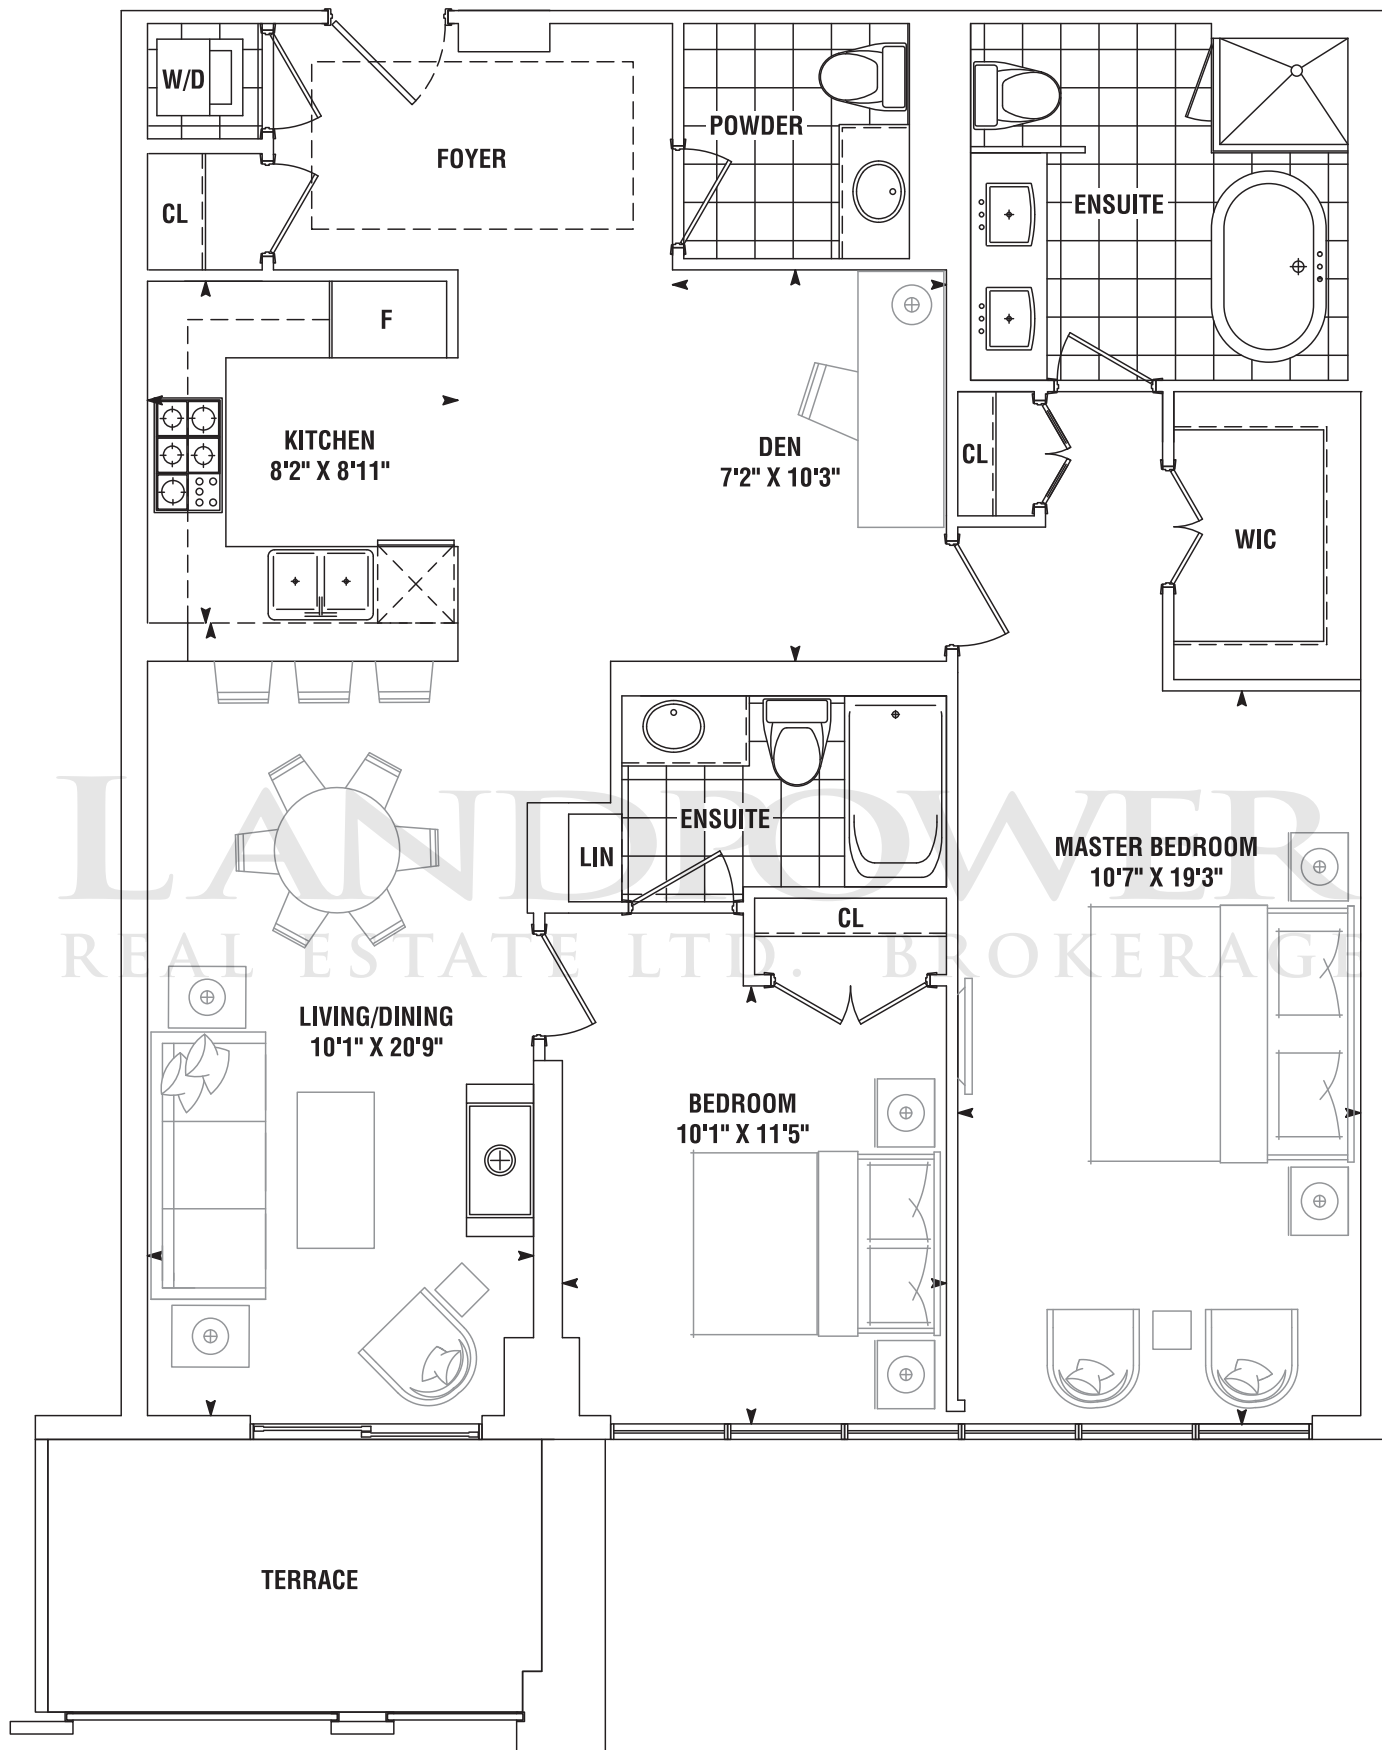 W/D
FOYER
POWDER
ENSUITE
CL
F
KITCHEN
8'2" X 8'11"
DEN
7'2" X 10'3"
CL
WIC
ENSUITE
LIN
MASTER BEDROOM
10'7" X 19'3"
LANDPOWER
REAL ESTATE LTD. BROKERAGE
CL
LIVING/DINING
10'1" X 20'9"
BEDROOM
10'1" X 11'5"
TERRACE